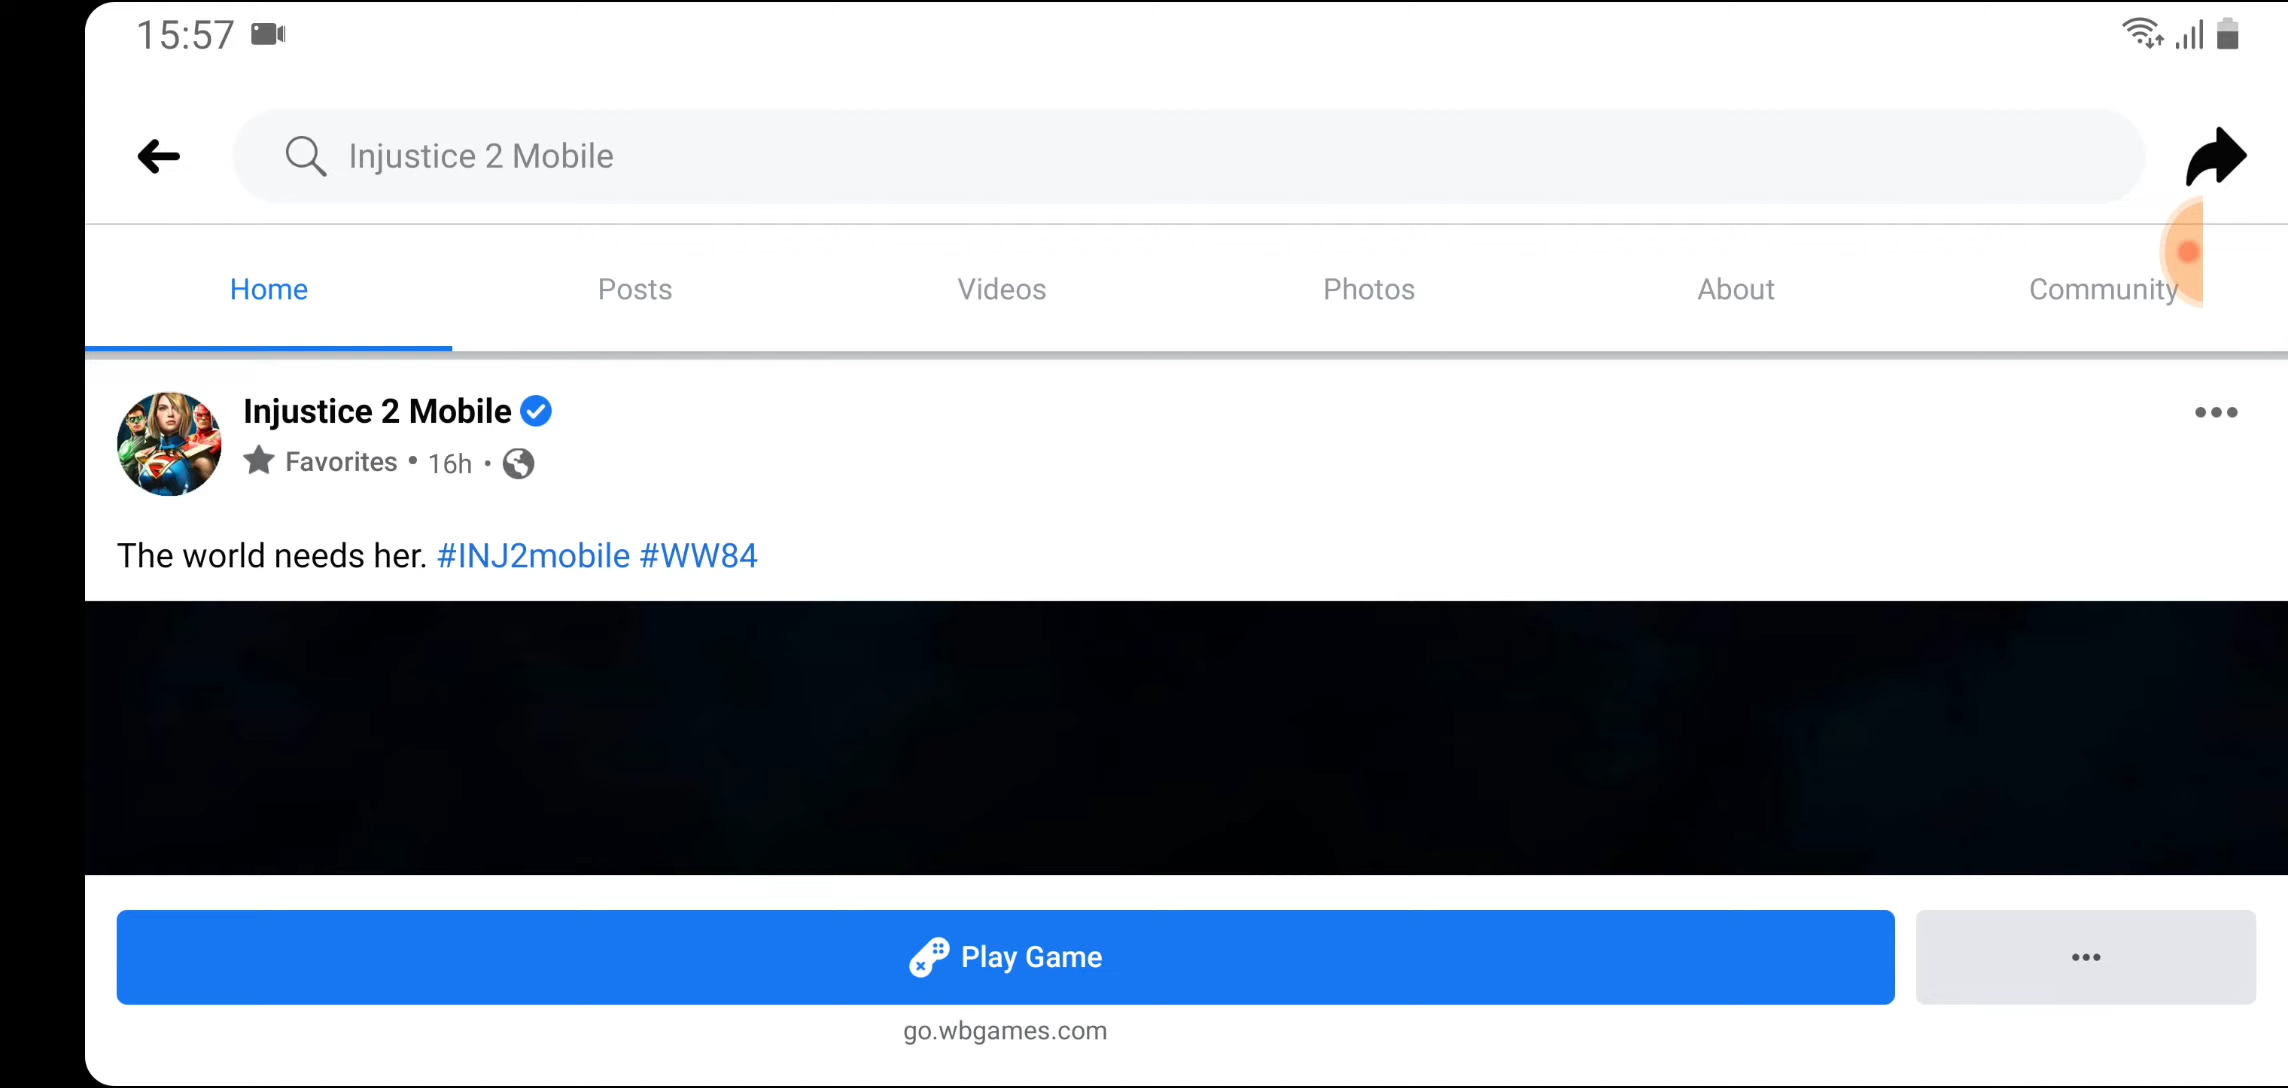 15:57
Injustice 2 Mobile
Home Posts Videos Photos About Community
Injustice 2 Mobile
Favorites • 16h •
The world needs her. #INJ2mobile #WW84
Play Game
go.wbgames.com